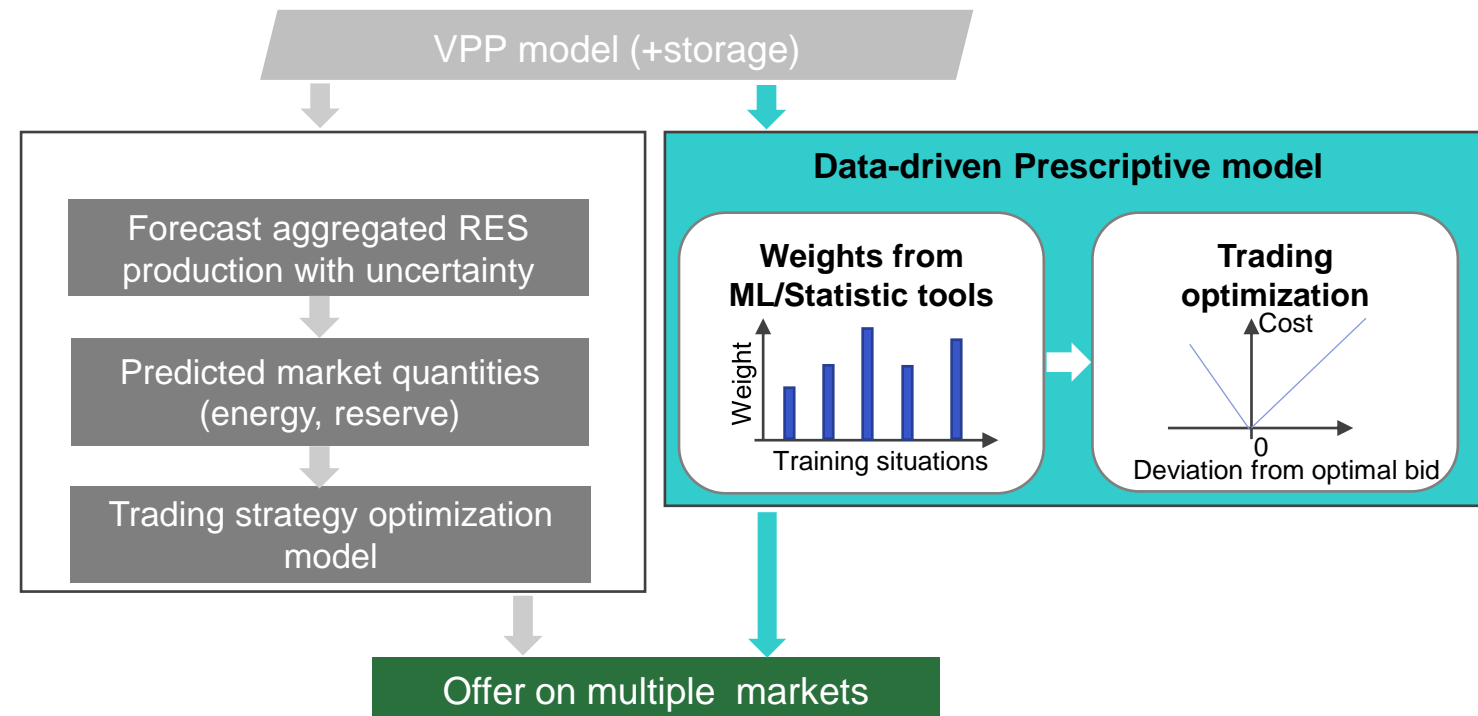 VPP model (+storage)
Forecast aggregated RES
production with uncertainty
Predicted market quantities
(energy, reserve)
Trading strategy optimization
model
Data-driven Prescriptive model
Weights from
ML/Statistic tools
Weight
Training situations
Trading
optimization
Cost
0
Deviation from optimal bid
Offer on multiple markets